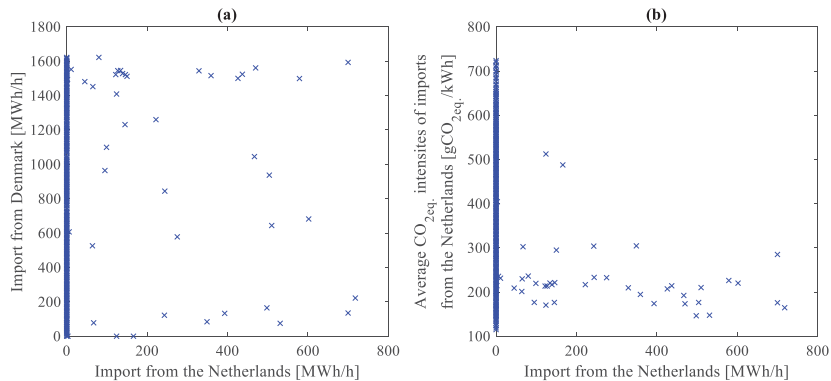 (a)
1800
1600
1400
1200
1000
800
600
400
200
0
Import from Denmark [MWh/h]
0 200 400 600 800
Import from the Netherlands [MWh/h]
(b)
800
700
600
500
400
300
200
100
Average CO2eq. intensites of imports
from the Netherlands [gCO2eq./kWh]
0 200 400 600 800
Import from the Netherlands [MWh/h]